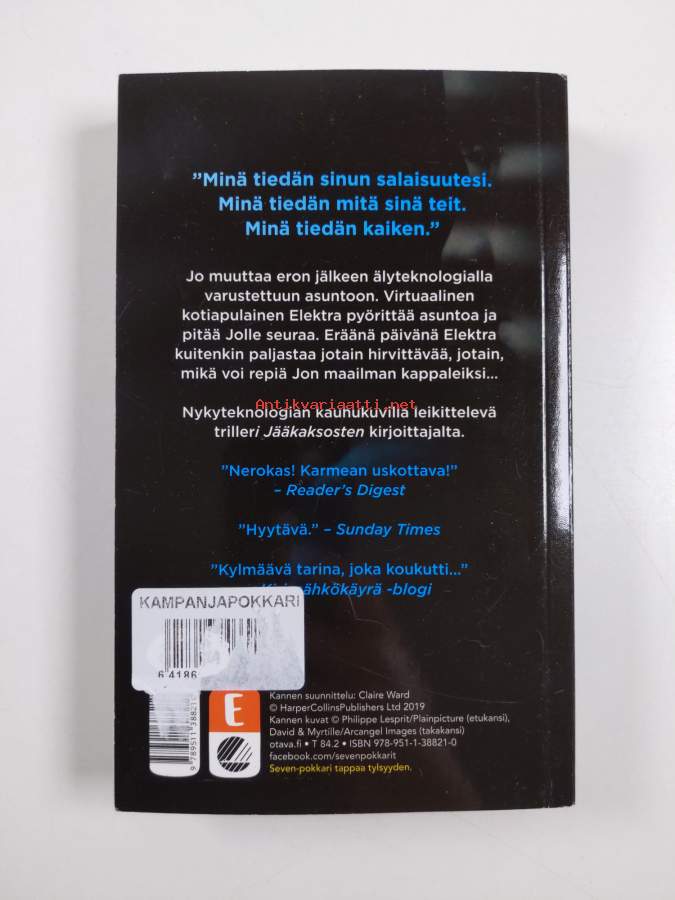 ”Minä tiedän sinun salaisuutesi.
Minä tiedän mitä sinä teit.
Minä tiedän kaiken.”
Jo muuttaa eron jälkeen älyteknologialla
varustettuun asuntoon. Virtuaalinen
kotiapulainen Elektra pyörittää asuntoa ja
pitää Jolle seuraa. Eräänä päivänä Elektra
kuitenkin paljastaa jotain hirvittävää, jotain,
mikä voi repiä Jon maailman kappaleiksi...
Antikvariaatti.net
Nykyteknologian kauhukuvilla leikittelevä
trilleri Jääkaksosten kirjoittajalta.
”Nerokas! Karmean uskottava!”
– Reader’s Digest
”Hyytävä.” – Sunday Times
”Kylmäävä tarina, joka koukutti...”
-blogi
KAMPANJAPOKKARI
6 4186
E
Kannen suunnittelu: Claire Ward
© HarperCollinsPublishers Ltd 2019
Kannen kuvat © Philippe Lesprit/Plainpicture (etukansi),
David & Myrtille/Arcangel Images (takakansi)
otava.fi • T 84.2 • ISBN 978-951-1-38821-0
facebook.com/sevenpokkarit
Seven-pokkari tappaa tylsyyden.